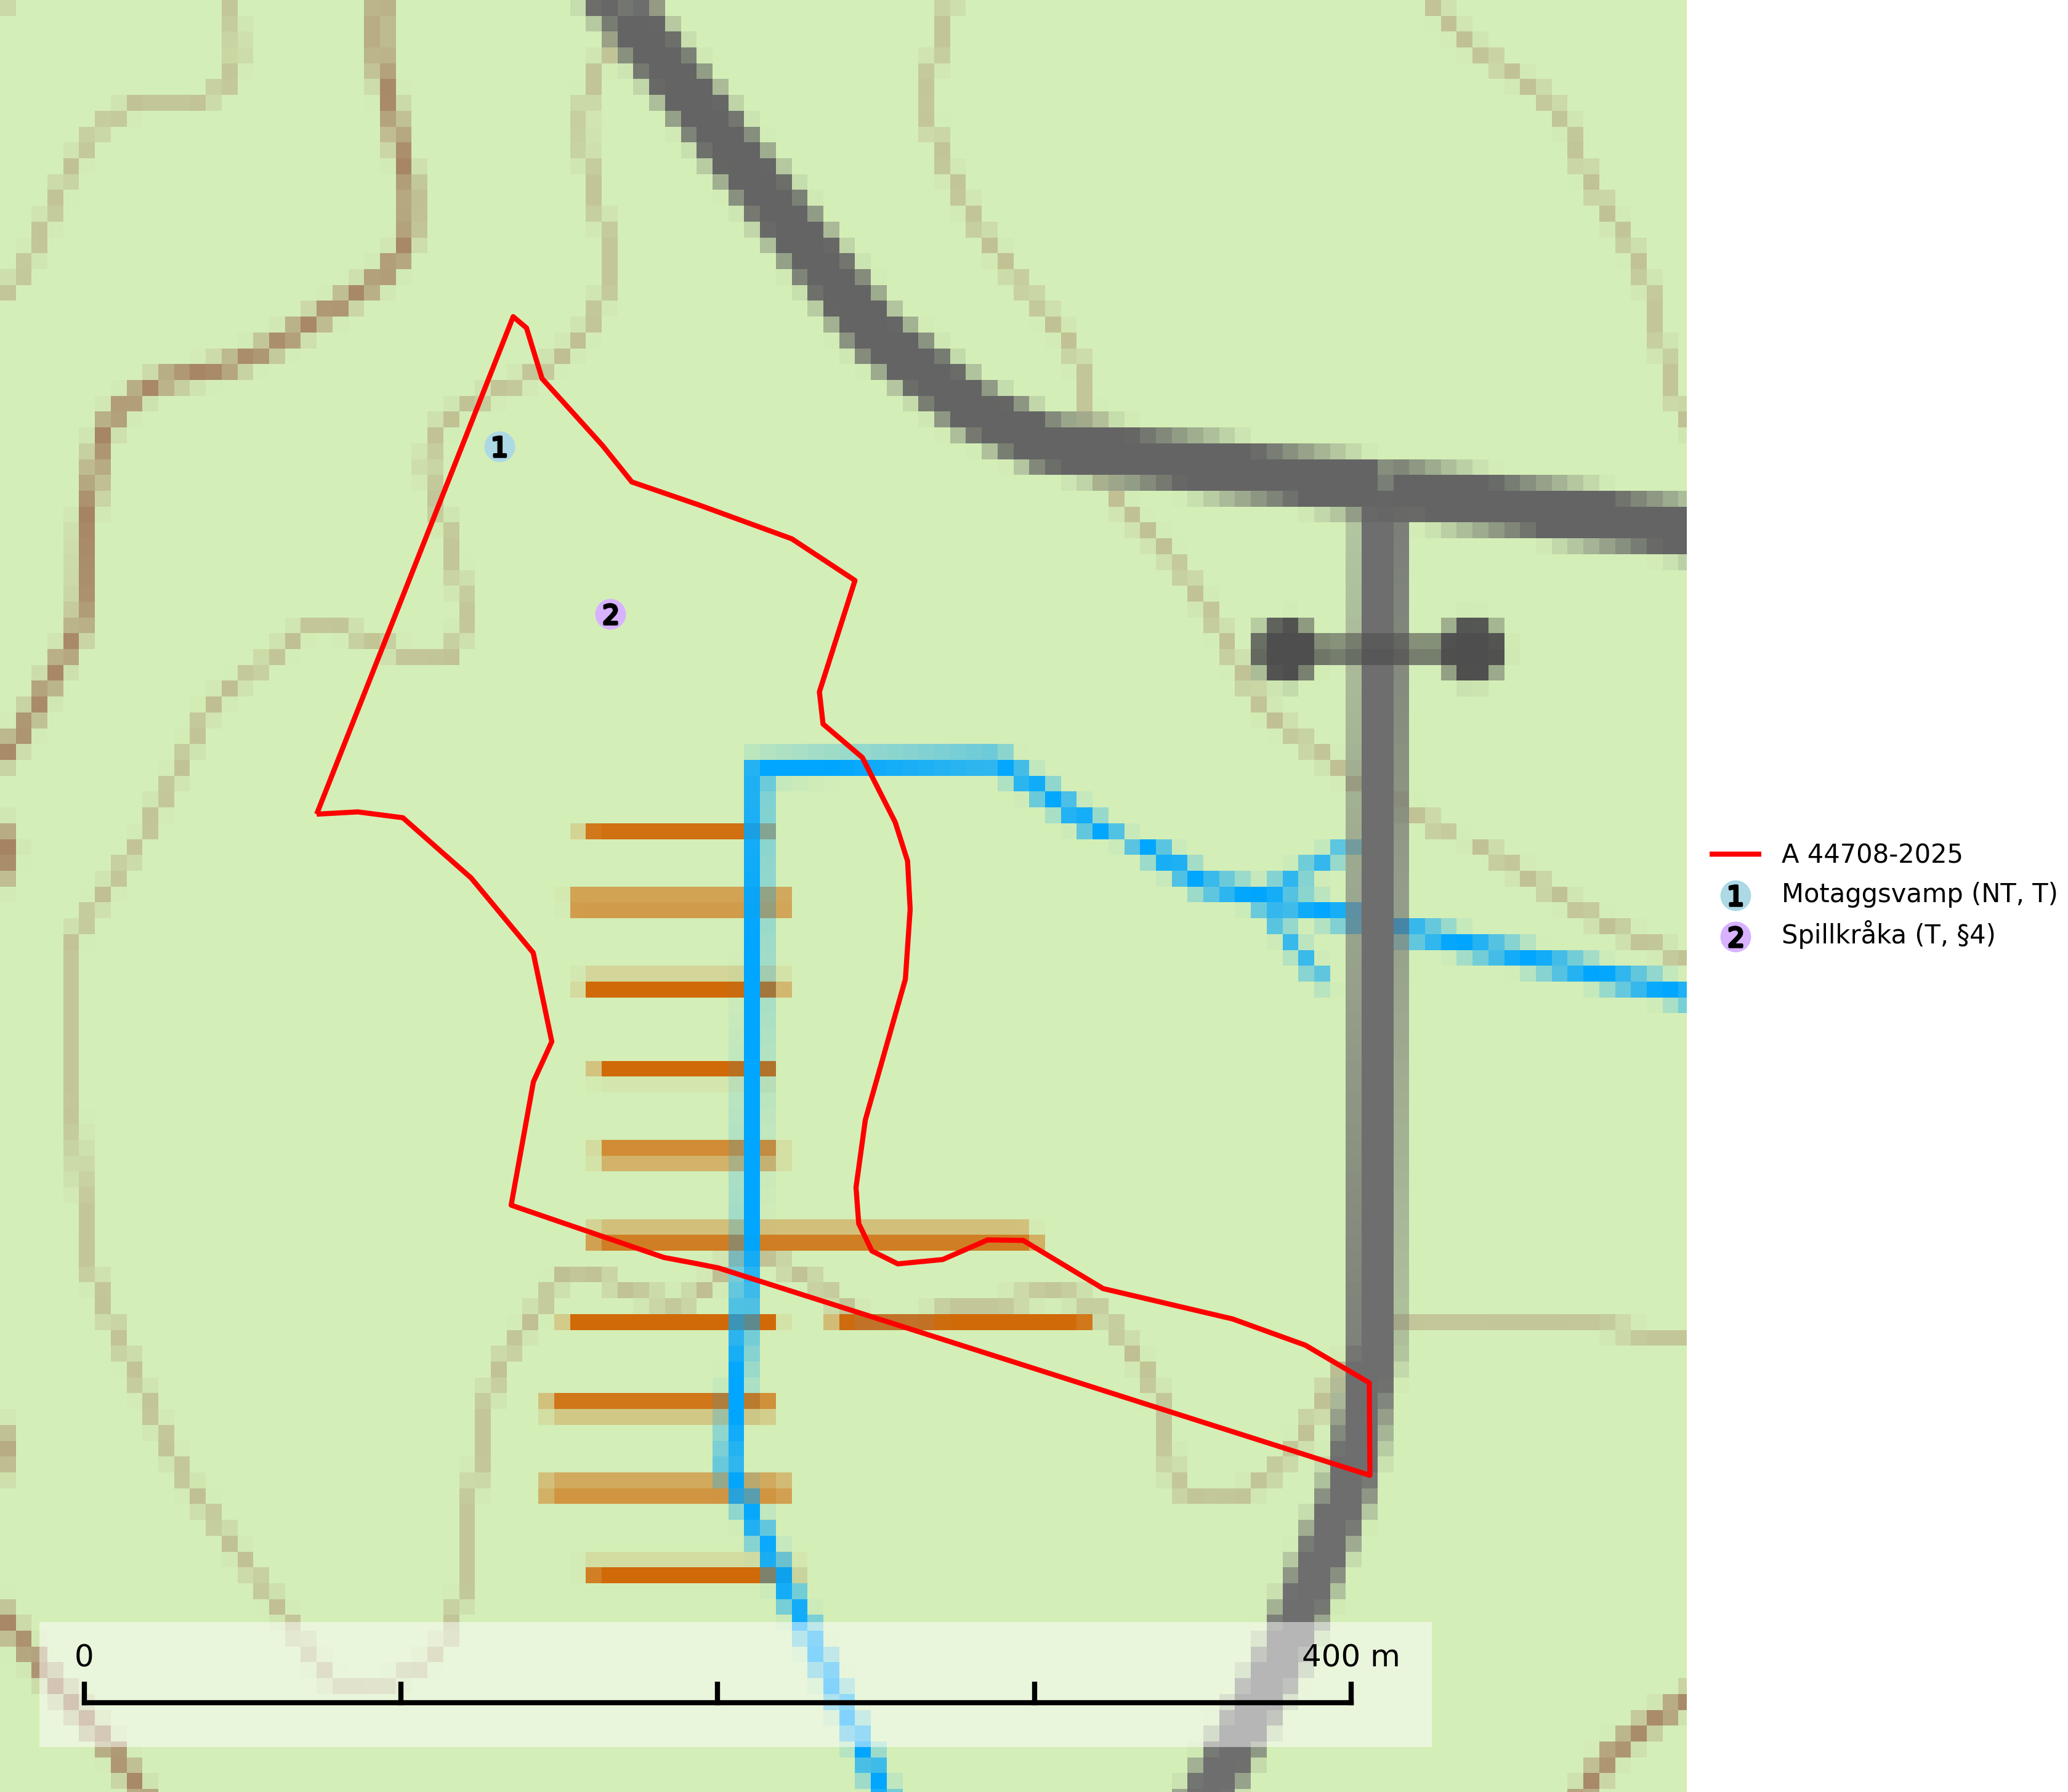 1
2
A 44708-2025
1 Motaggsvamp (NT, T)
2 Spillkråka (T, §4)
0 400 m